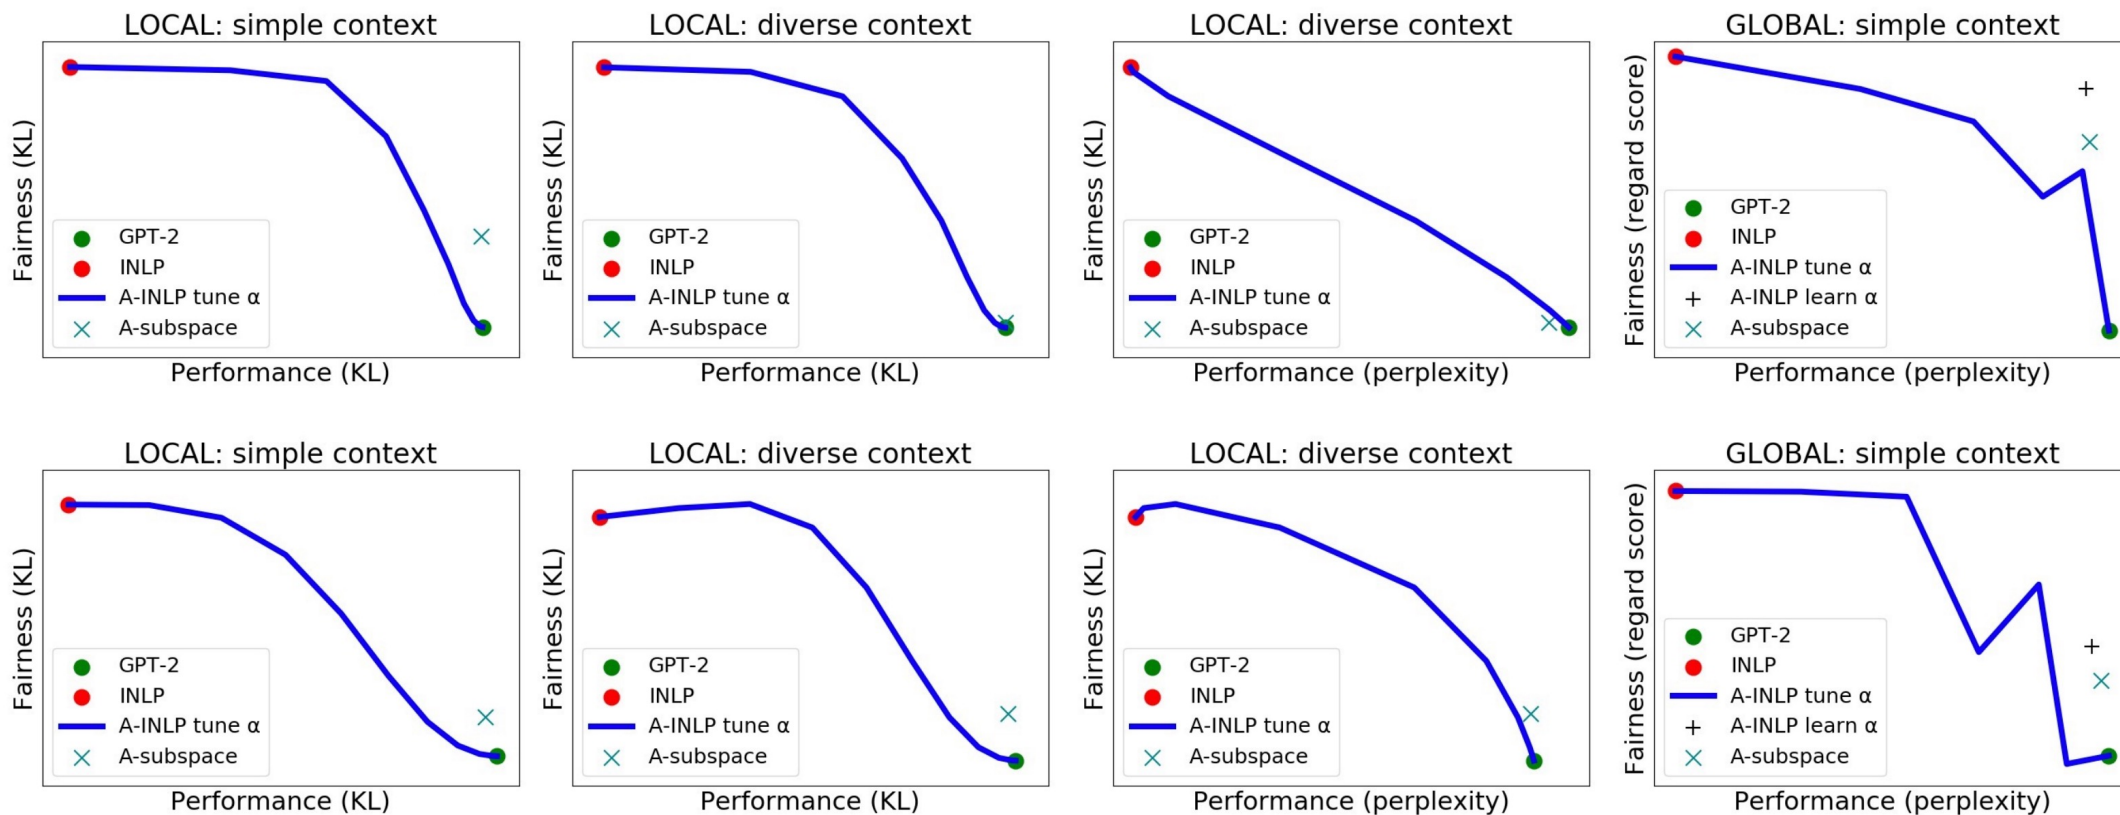 LOCAL: simple context
Fairness (KL)
GPT-2
INLP
A-INLP tune α
A-subspace
Performance (KL)
LOCAL: diverse context
Fairness (KL)
GPT-2
INLP
A-INLP tune α
A-subspace
Performance (KL)
LOCAL: diverse context
Fairness (KL)
GPT-2
INLP
A-INLP tune α
A-subspace
Performance (perplexity)
GLOBAL: simple context
Fairness (regard score)
GPT-2
INLP
A-INLP tune α
A-INLP learn α
A-subspace
Performance (perplexity)
LOCAL: simple context
Fairness (KL)
GPT-2
INLP
A-INLP tune α
A-subspace
Performance (KL)
LOCAL: diverse context
Fairness (KL)
GPT-2
INLP
A-INLP tune α
A-subspace
Performance (KL)
LOCAL: diverse context
Fairness (KL)
GPT-2
INLP
A-INLP tune α
A-subspace
Performance (perplexity)
GLOBAL: simple context
Fairness (regard score)
GPT-2
INLP
A-INLP tune α
A-INLP learn α
A-subspace
Performance (perplexity)